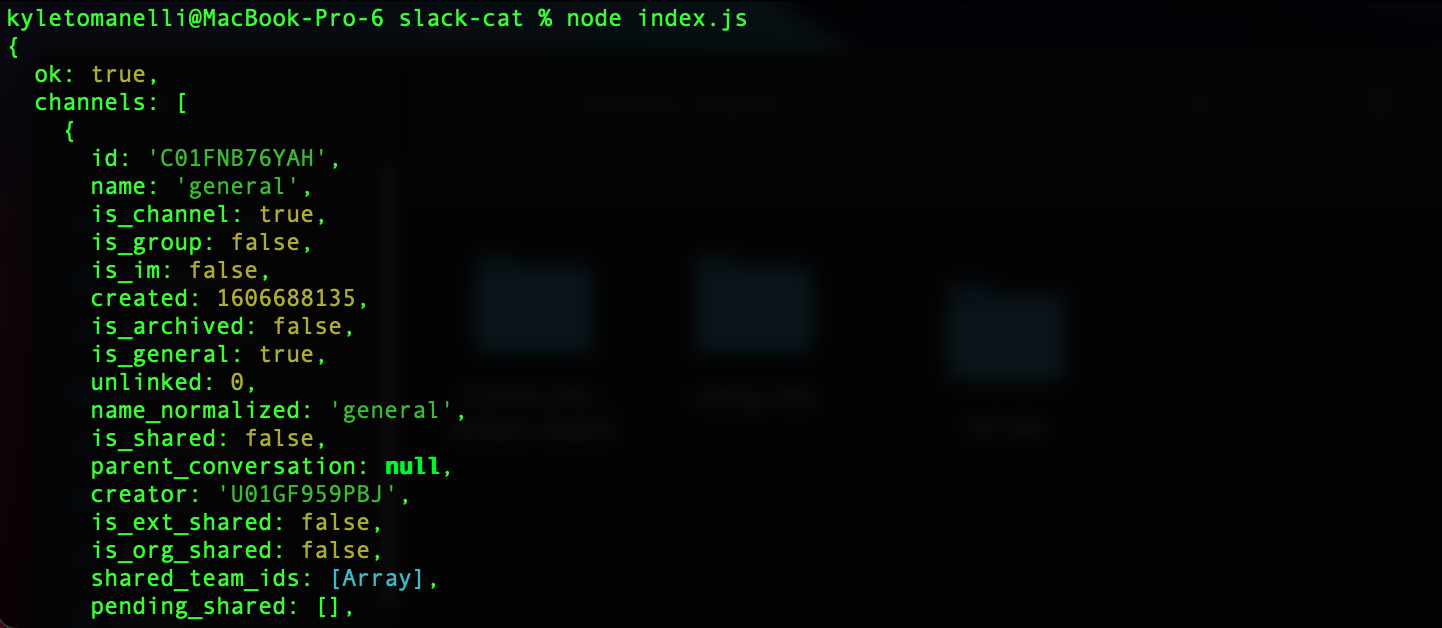 kyletomanelli@MacBook-Pro-6 slack-cat % node index.js
{
  ok: true,
  channels: [
    {
      id: 'C01FNB76YAH',
      name: 'general',
      is_channel: true,
      is_group: false,
      is_im: false,
      created: 1606688135,
      is_archived: false,
      is_general: true,
      unlinked: 0,
      name_normalized: 'general',
      is_shared: false,
      parent_conversation: null,
      creator: 'U01GF959PBJ',
      is_ext_shared: false,
      is_org_shared: false,
      shared_team_ids: [Array],
      pending_shared: [],